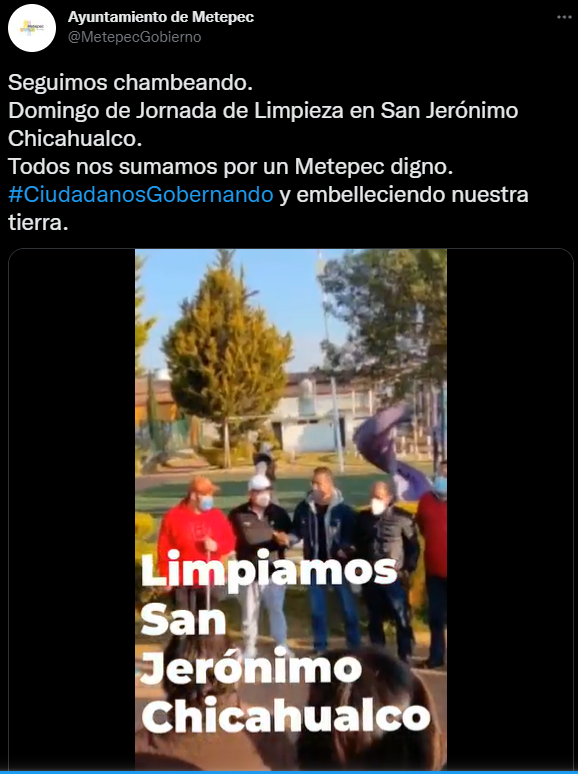 Ayuntamiento de Metepec
@MetepecGobierno
Seguimos chambeando.
Domingo de Jornada de Limpieza en San Jerónimo
Chicahualco.
Todos nos sumamos por un Metepec digno.
#CiudadanosGobernando y embelleciendo nuestra
tierra.
Limpiamos
San
Jerónimo
Chicahualco